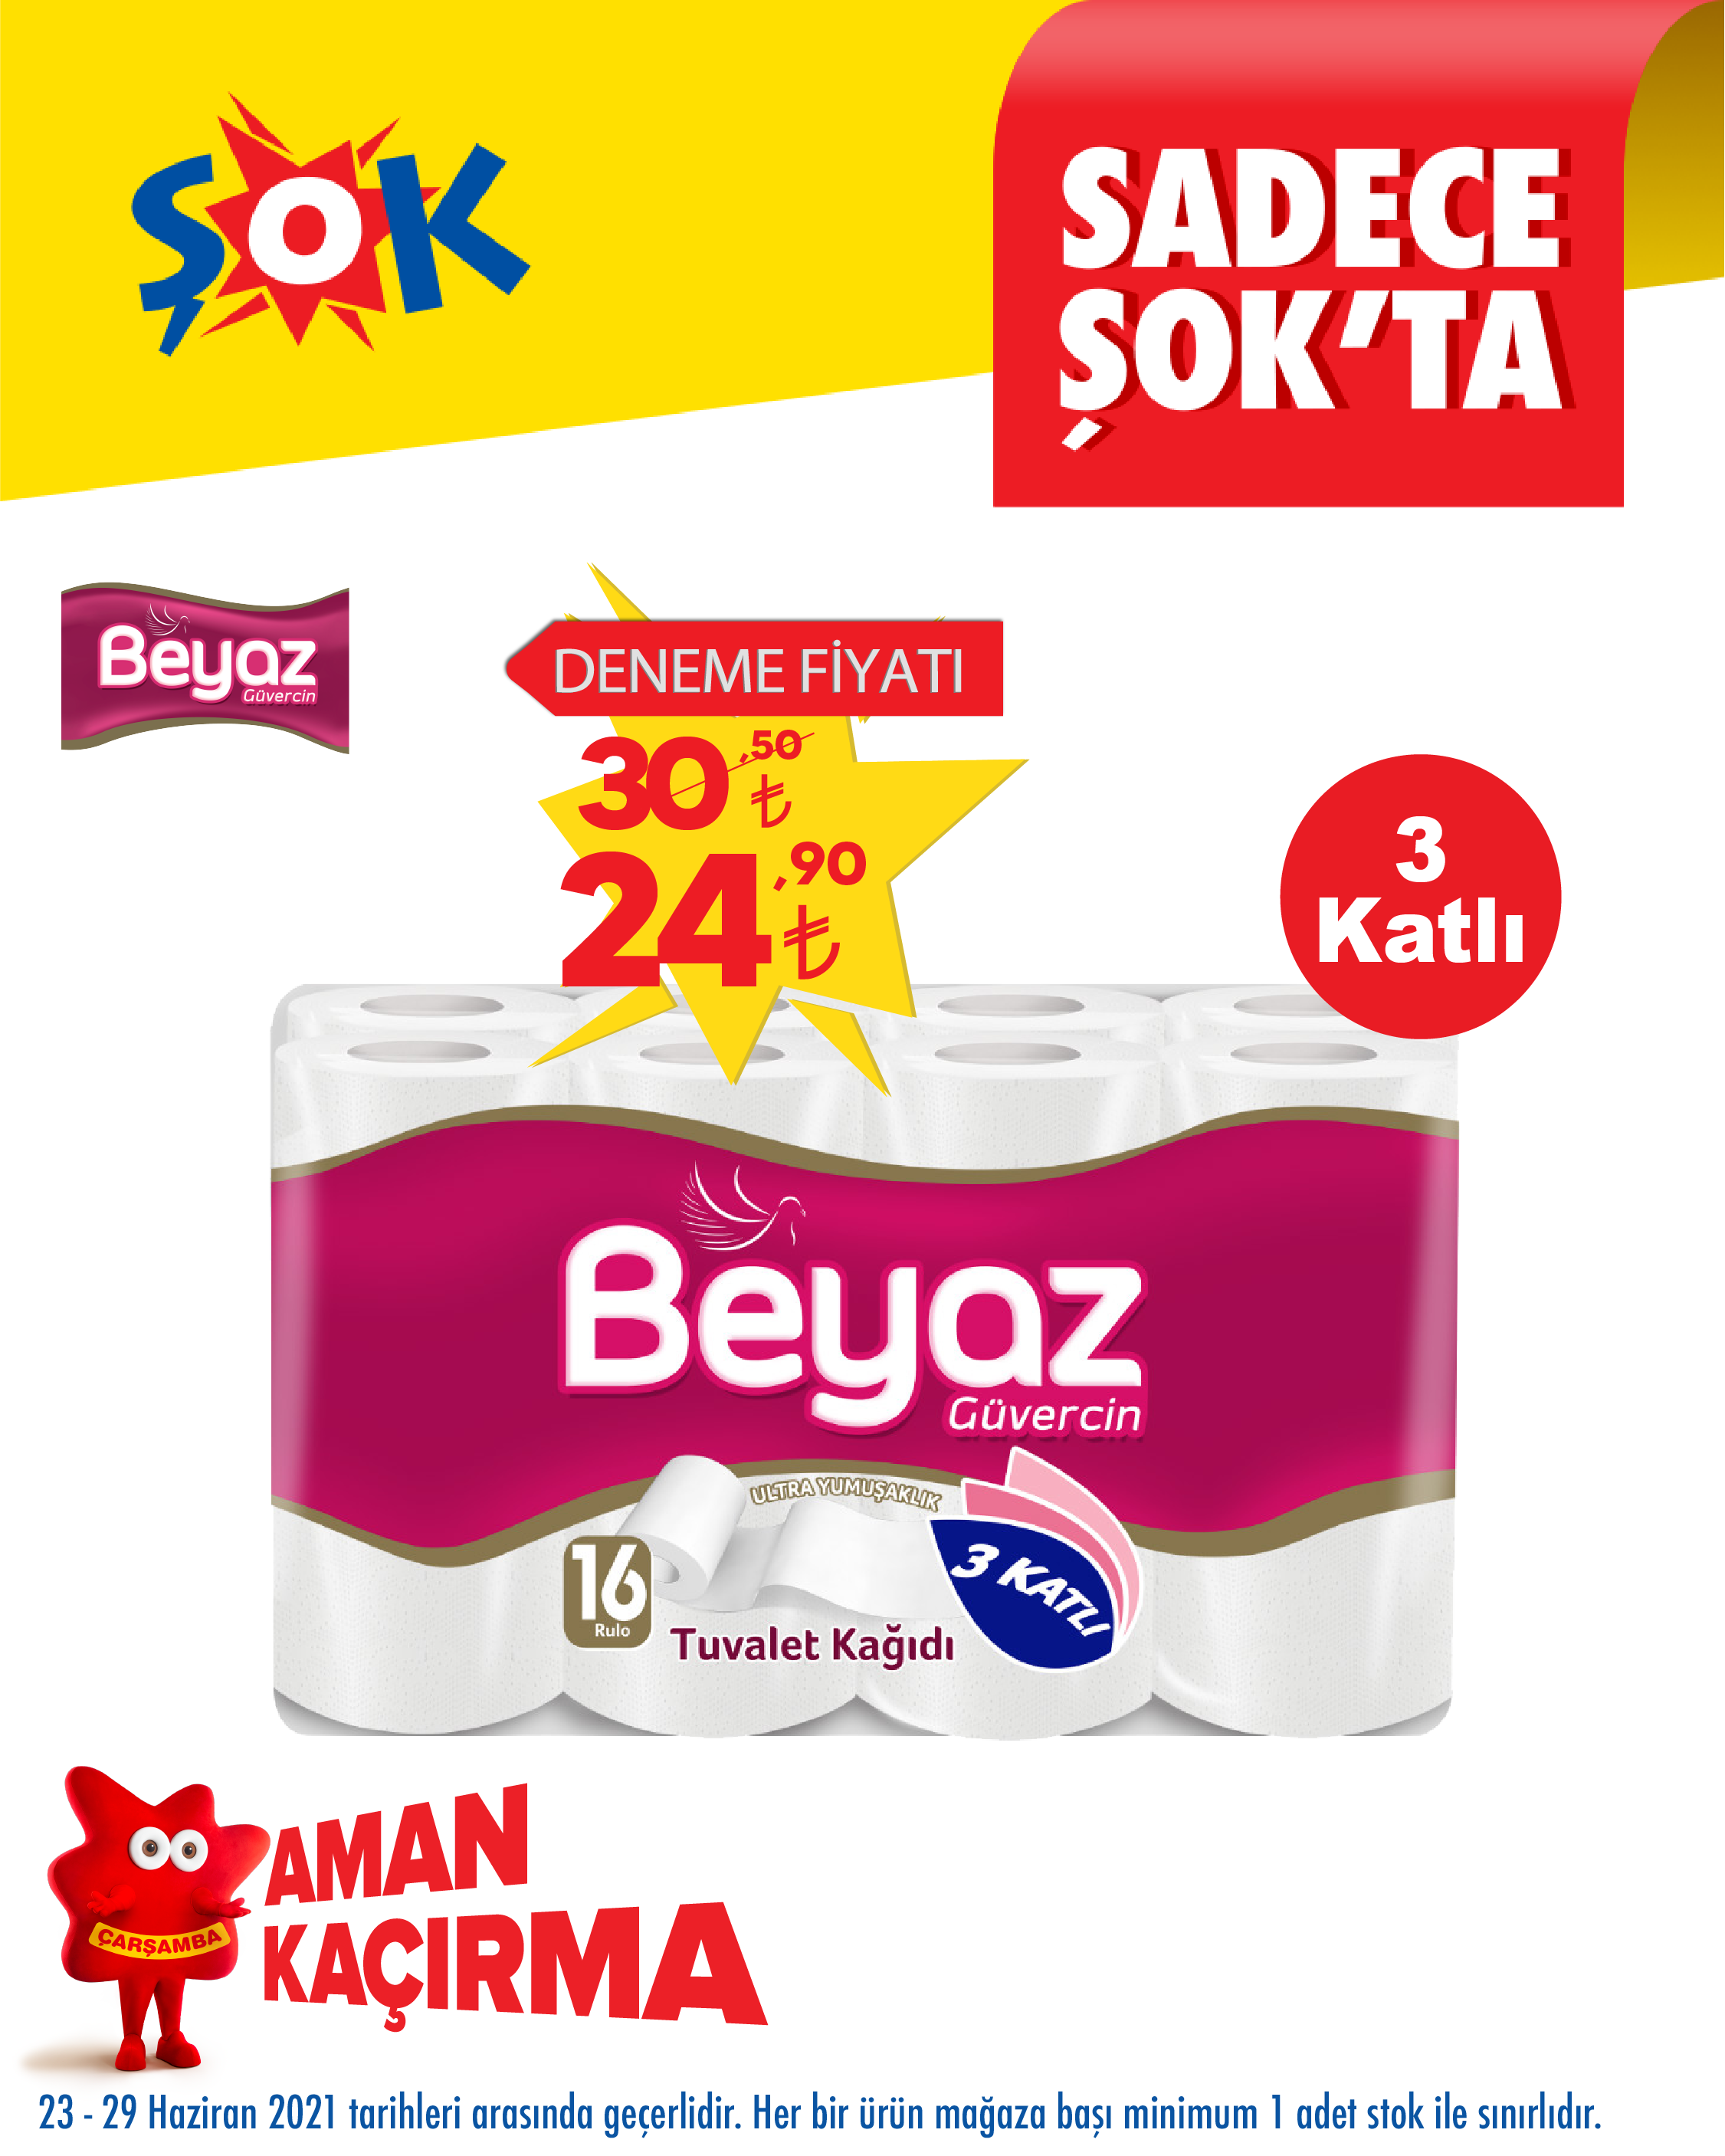 ŞOK
SADECE
ŞOK'TA
Beyaz
Güvercin
DENEME FİYATI
30,50 ₺
24,90 ₺
3
Katlı
Beyaz
Güvercin
ULTRA YUMUŞAKLIK
3 KATLI
16
Rulo
Tuvalet Kağıdı
AMAN
KAÇIRMA
ÇARŞAMBA
23 - 29 Haziran 2021 tarihleri arasında geçerlidir. Her bir ürün mağaza başı minimum 1 adet stok ile sınırlıdır.